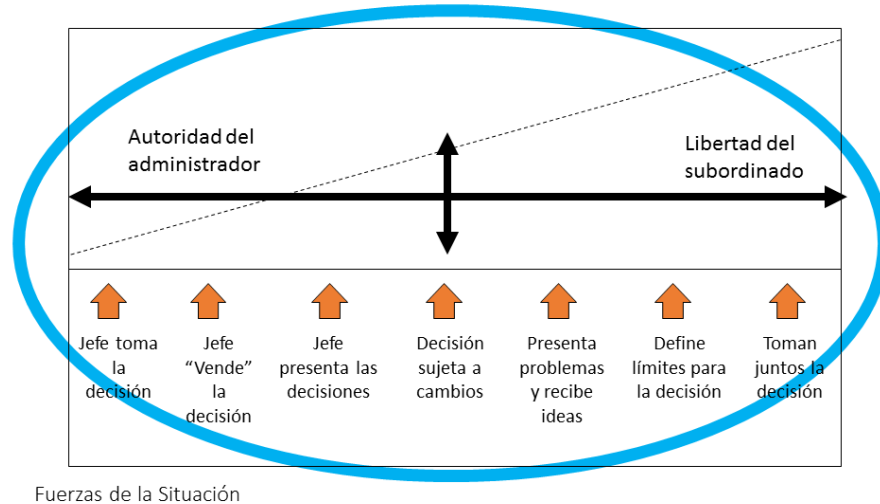 Autoridad del
administrador
Libertad del
subordinado
Jefe toma
la
decisión
Jefe
“Vende”
la
decisión
Jefe
presenta las
decisiones
Decisión
sujeta a
cambios
Presenta
problemas
y recibe
ideas
Define
límites para
la decisión
Toman
juntos la
decisión
Fuerzas de la Situación